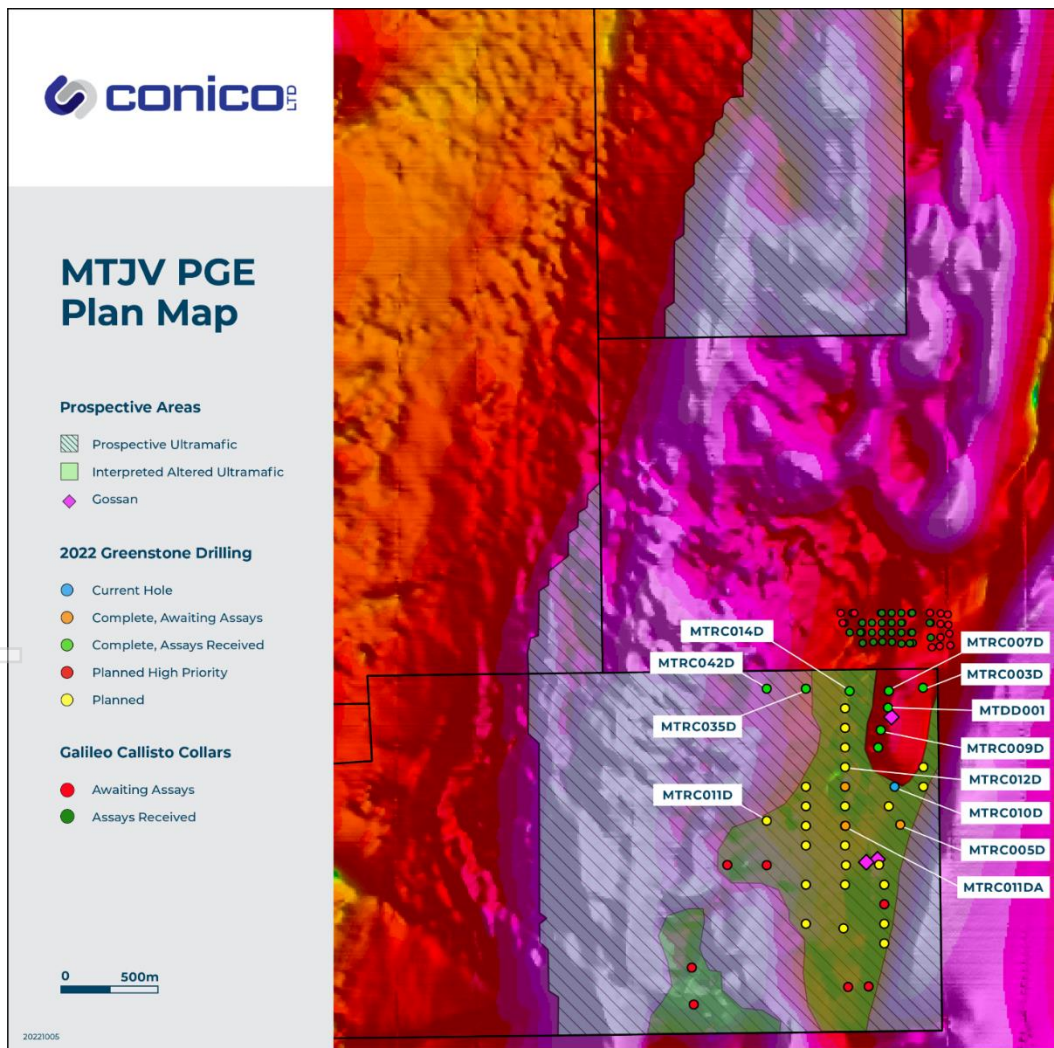 conico LTD
MTJV PGE
Plan Map
Prospective Areas
Prospective Ultramafic
Interpreted Altered Ultramafic
Gossan
2022 Greenstone Drilling
Current Hole
Complete, Awaiting Assays
Complete, Assays Received
Planned High Priority
Planned
Galileo Callisto Collars
Awaiting Assays
Assays Received
0 500m
20221005
MTRC014D
MTRC042D
MTRC035D
MTRC011D
MTRC007D
MTRC003D
MTDD001
MTRC009D
MTRC012D
MTRC010D
MTRC005D
MTRC011DA